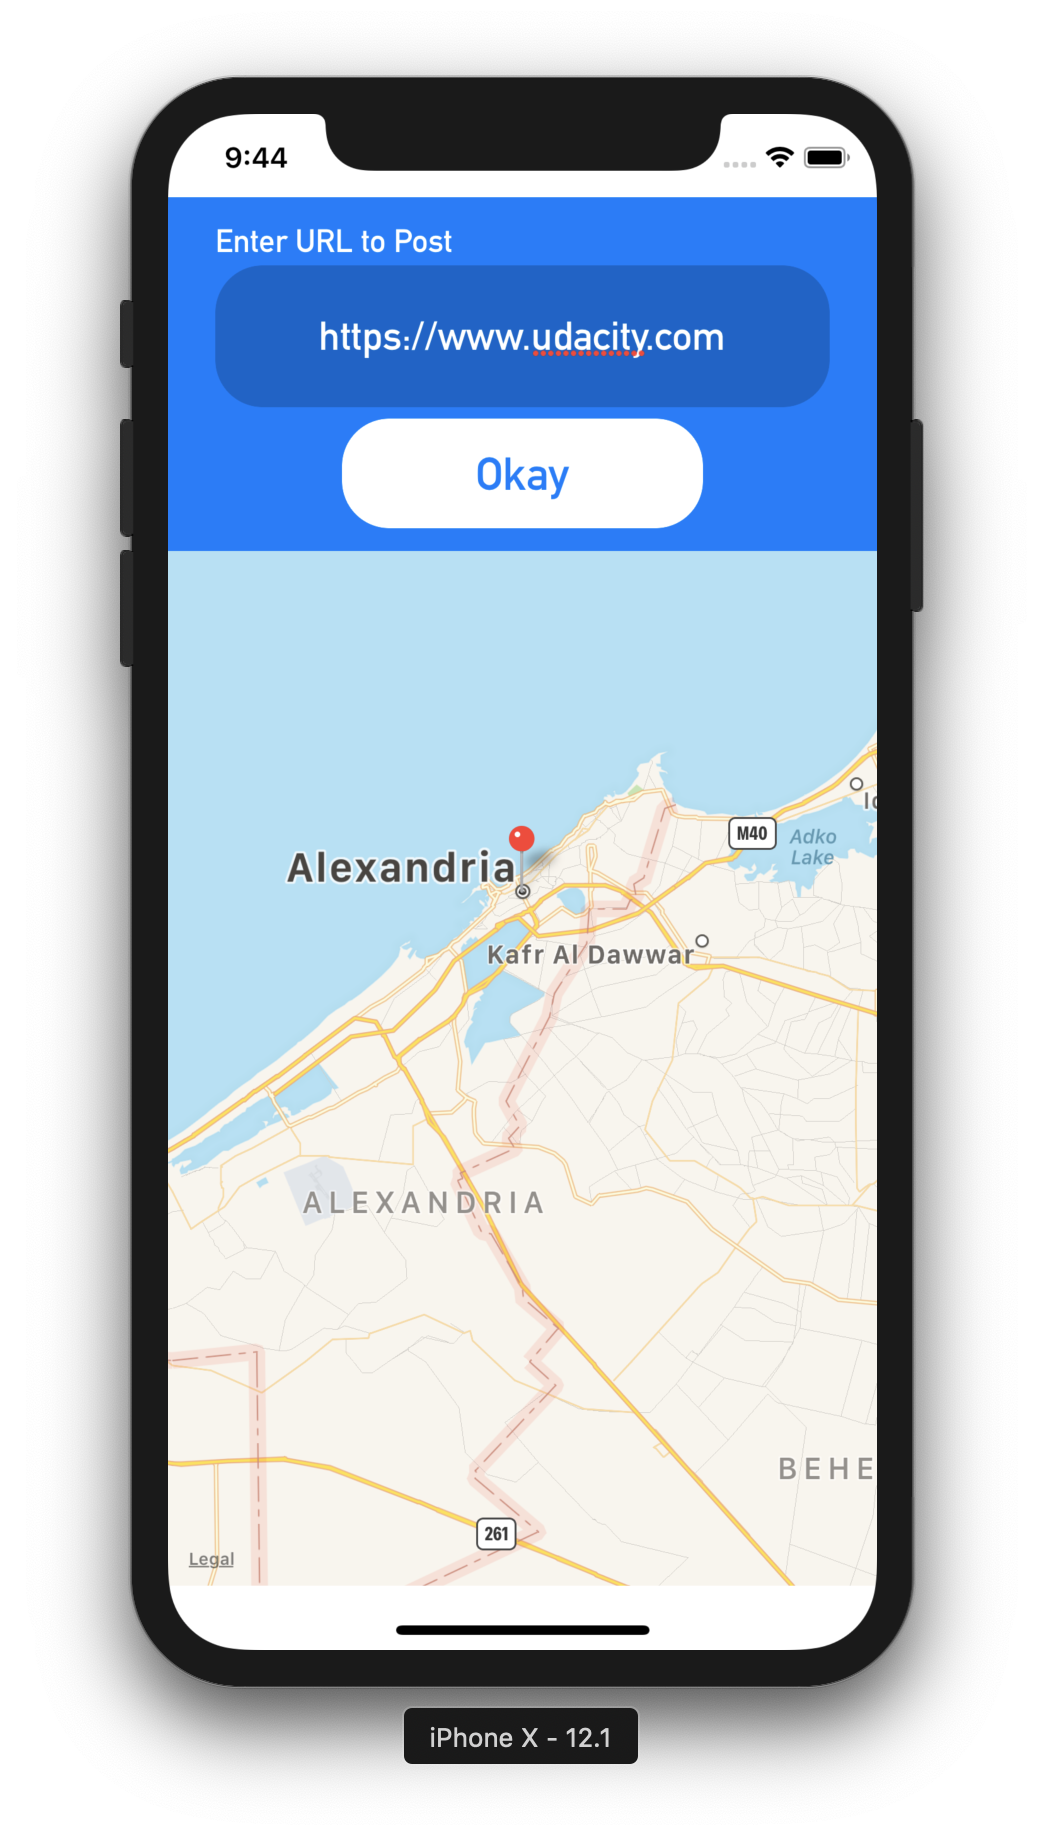 9:44
Enter URL to Post
https://www.udacity.com
Okay
M40
Adko
Lake
Alexandria
Kafr Al Dawwar
ALEXANDRIA
BEHE
261
Legal
iPhone X - 12.1